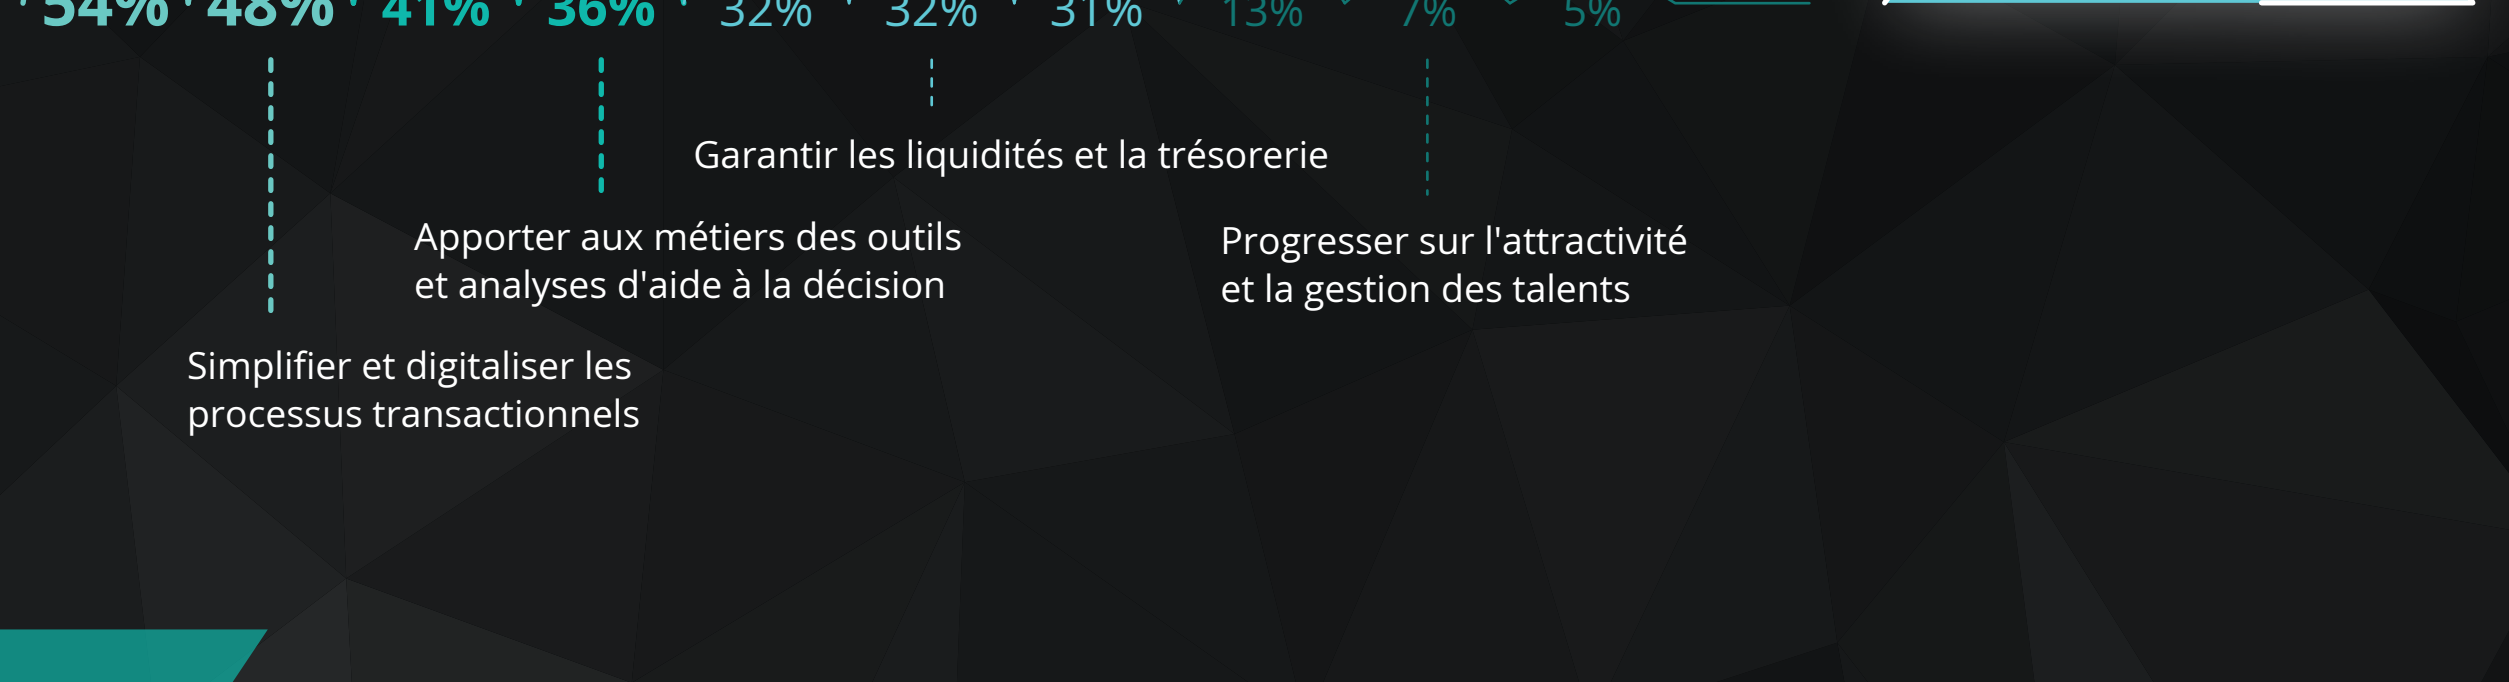 54% 48% 41% 36% 32% 32% 31% 13% 7% 5%
Garantir les liquidités et la trésorerie
Apporter aux métiers des outils
et analyses d'aide à la décision
Progresser sur l'attractivité
et la gestion des talents
Simplifier et digitaliser les
processus transactionnels